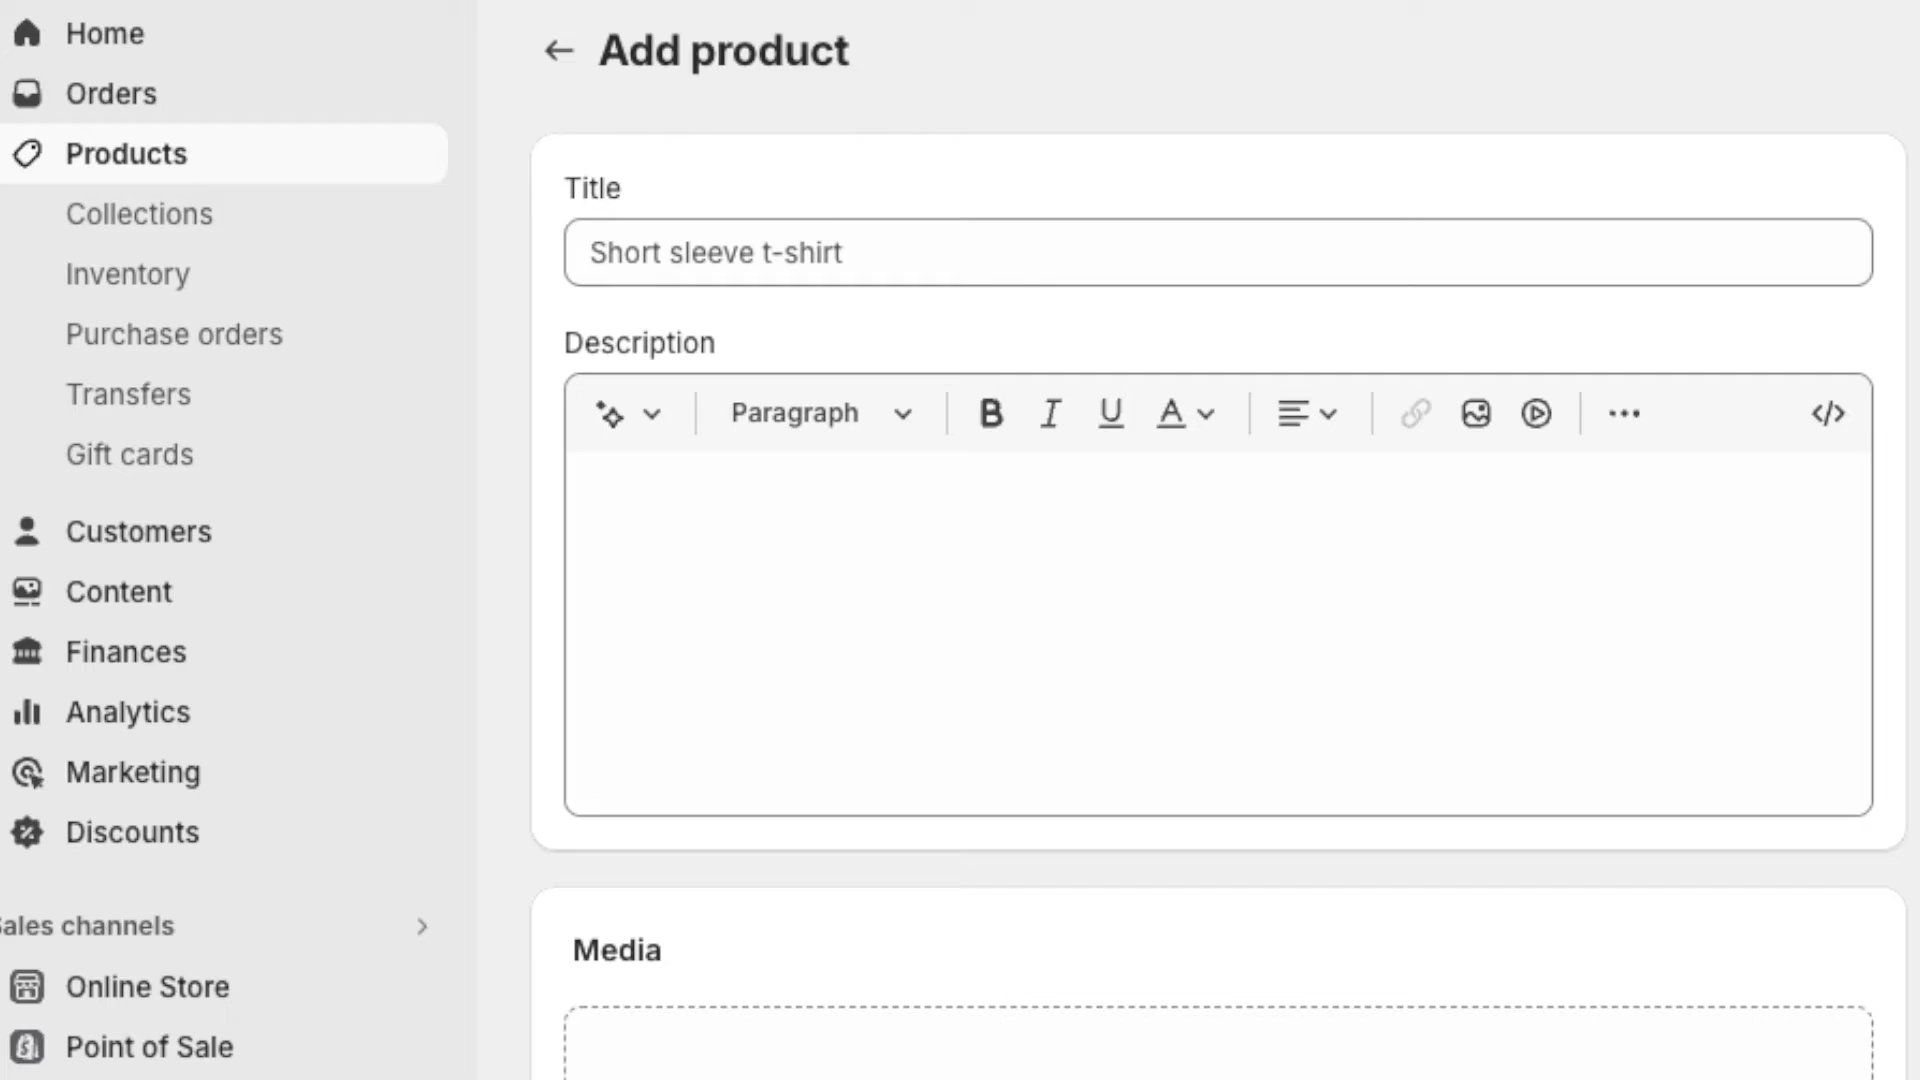 Home
Orders
Products
Collections
Inventory
Purchase orders
Transfers
Gift cards
Customers
Content
Finances
Analytics
Marketing
Discounts
ales channels
Online Store
Point of Sale
Add product
Title
Short sleeve t-shirt
Description
Paragraph B I U A
Media